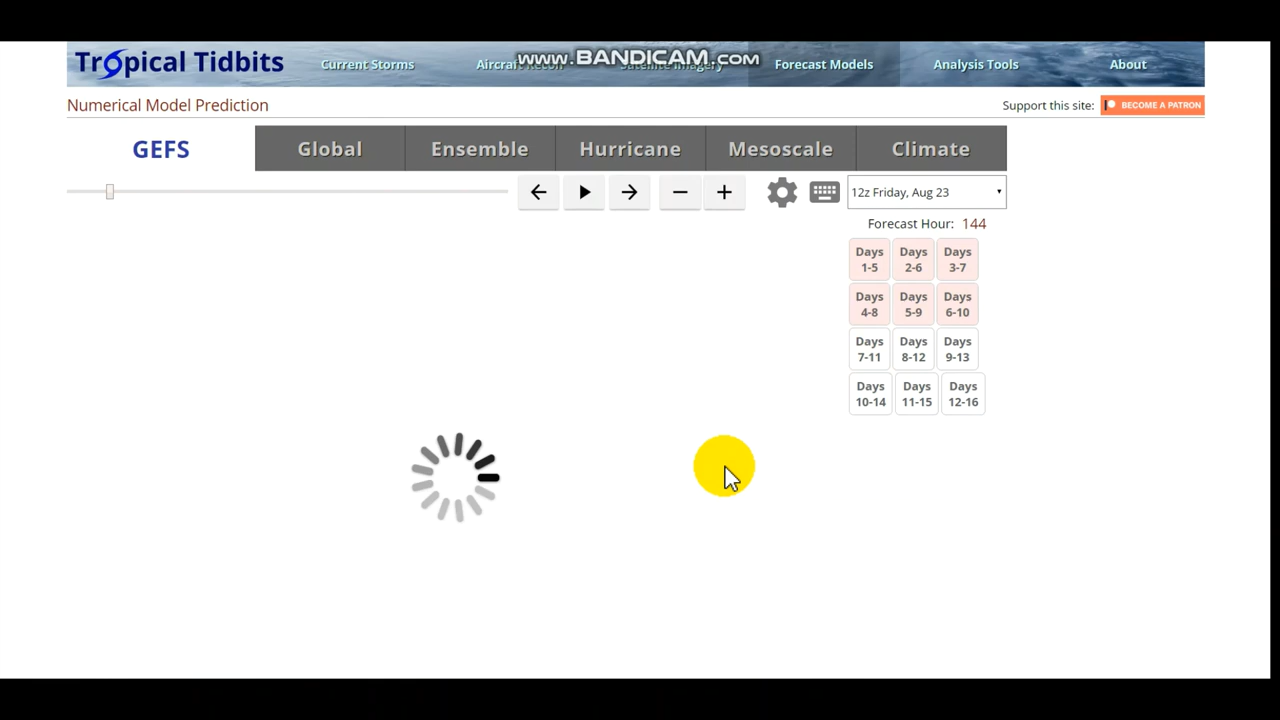 www.BANDICAM.com
Tropical Tidbits
Current Storms
Aircraft Recon
Satellite Imagery
Forecast Models
Analysis Tools
About
Numerical Model Prediction
Support this site:
BECOME A PATRON
GEFS
Global
Ensemble
Hurricane
Mesoscale
Climate
12z Friday, Aug 23
Forecast Hour: 144
Days 
1-5
Days
2-6
Days
3-7
Days
4-8
Days
5-9
Days
6-10
Days
7-11
Days
8-12
Days
9-13
Days
10-14
Days
11-15
Days
12-16